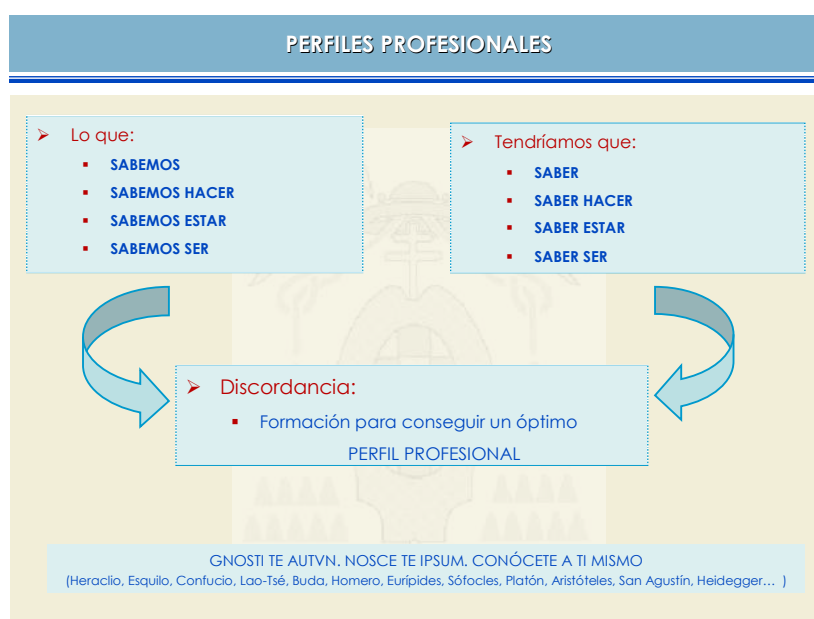 PERFILES PROFESIONALES
Lo que:
SABEMOS
SABEMOS HACER
SABEMOS ESTAR
SABEMOS SER
Tendríamos que:
SABER
SABER HACER
SABER ESTAR
SABER SER
Discordancia:
Formación para conseguir un óptimo
PERFIL PROFESIONAL
GNOSTI TE AUTVN. NOSCE TE IPSUM. CONÓCETE A TI MISMO
(Heraclio, Esquilo, Confucio, Lao-Tsé, Buda, Homero, Eurípides, Sófocles, Platón, Aristóteles, San Agustín, Heidegger... )